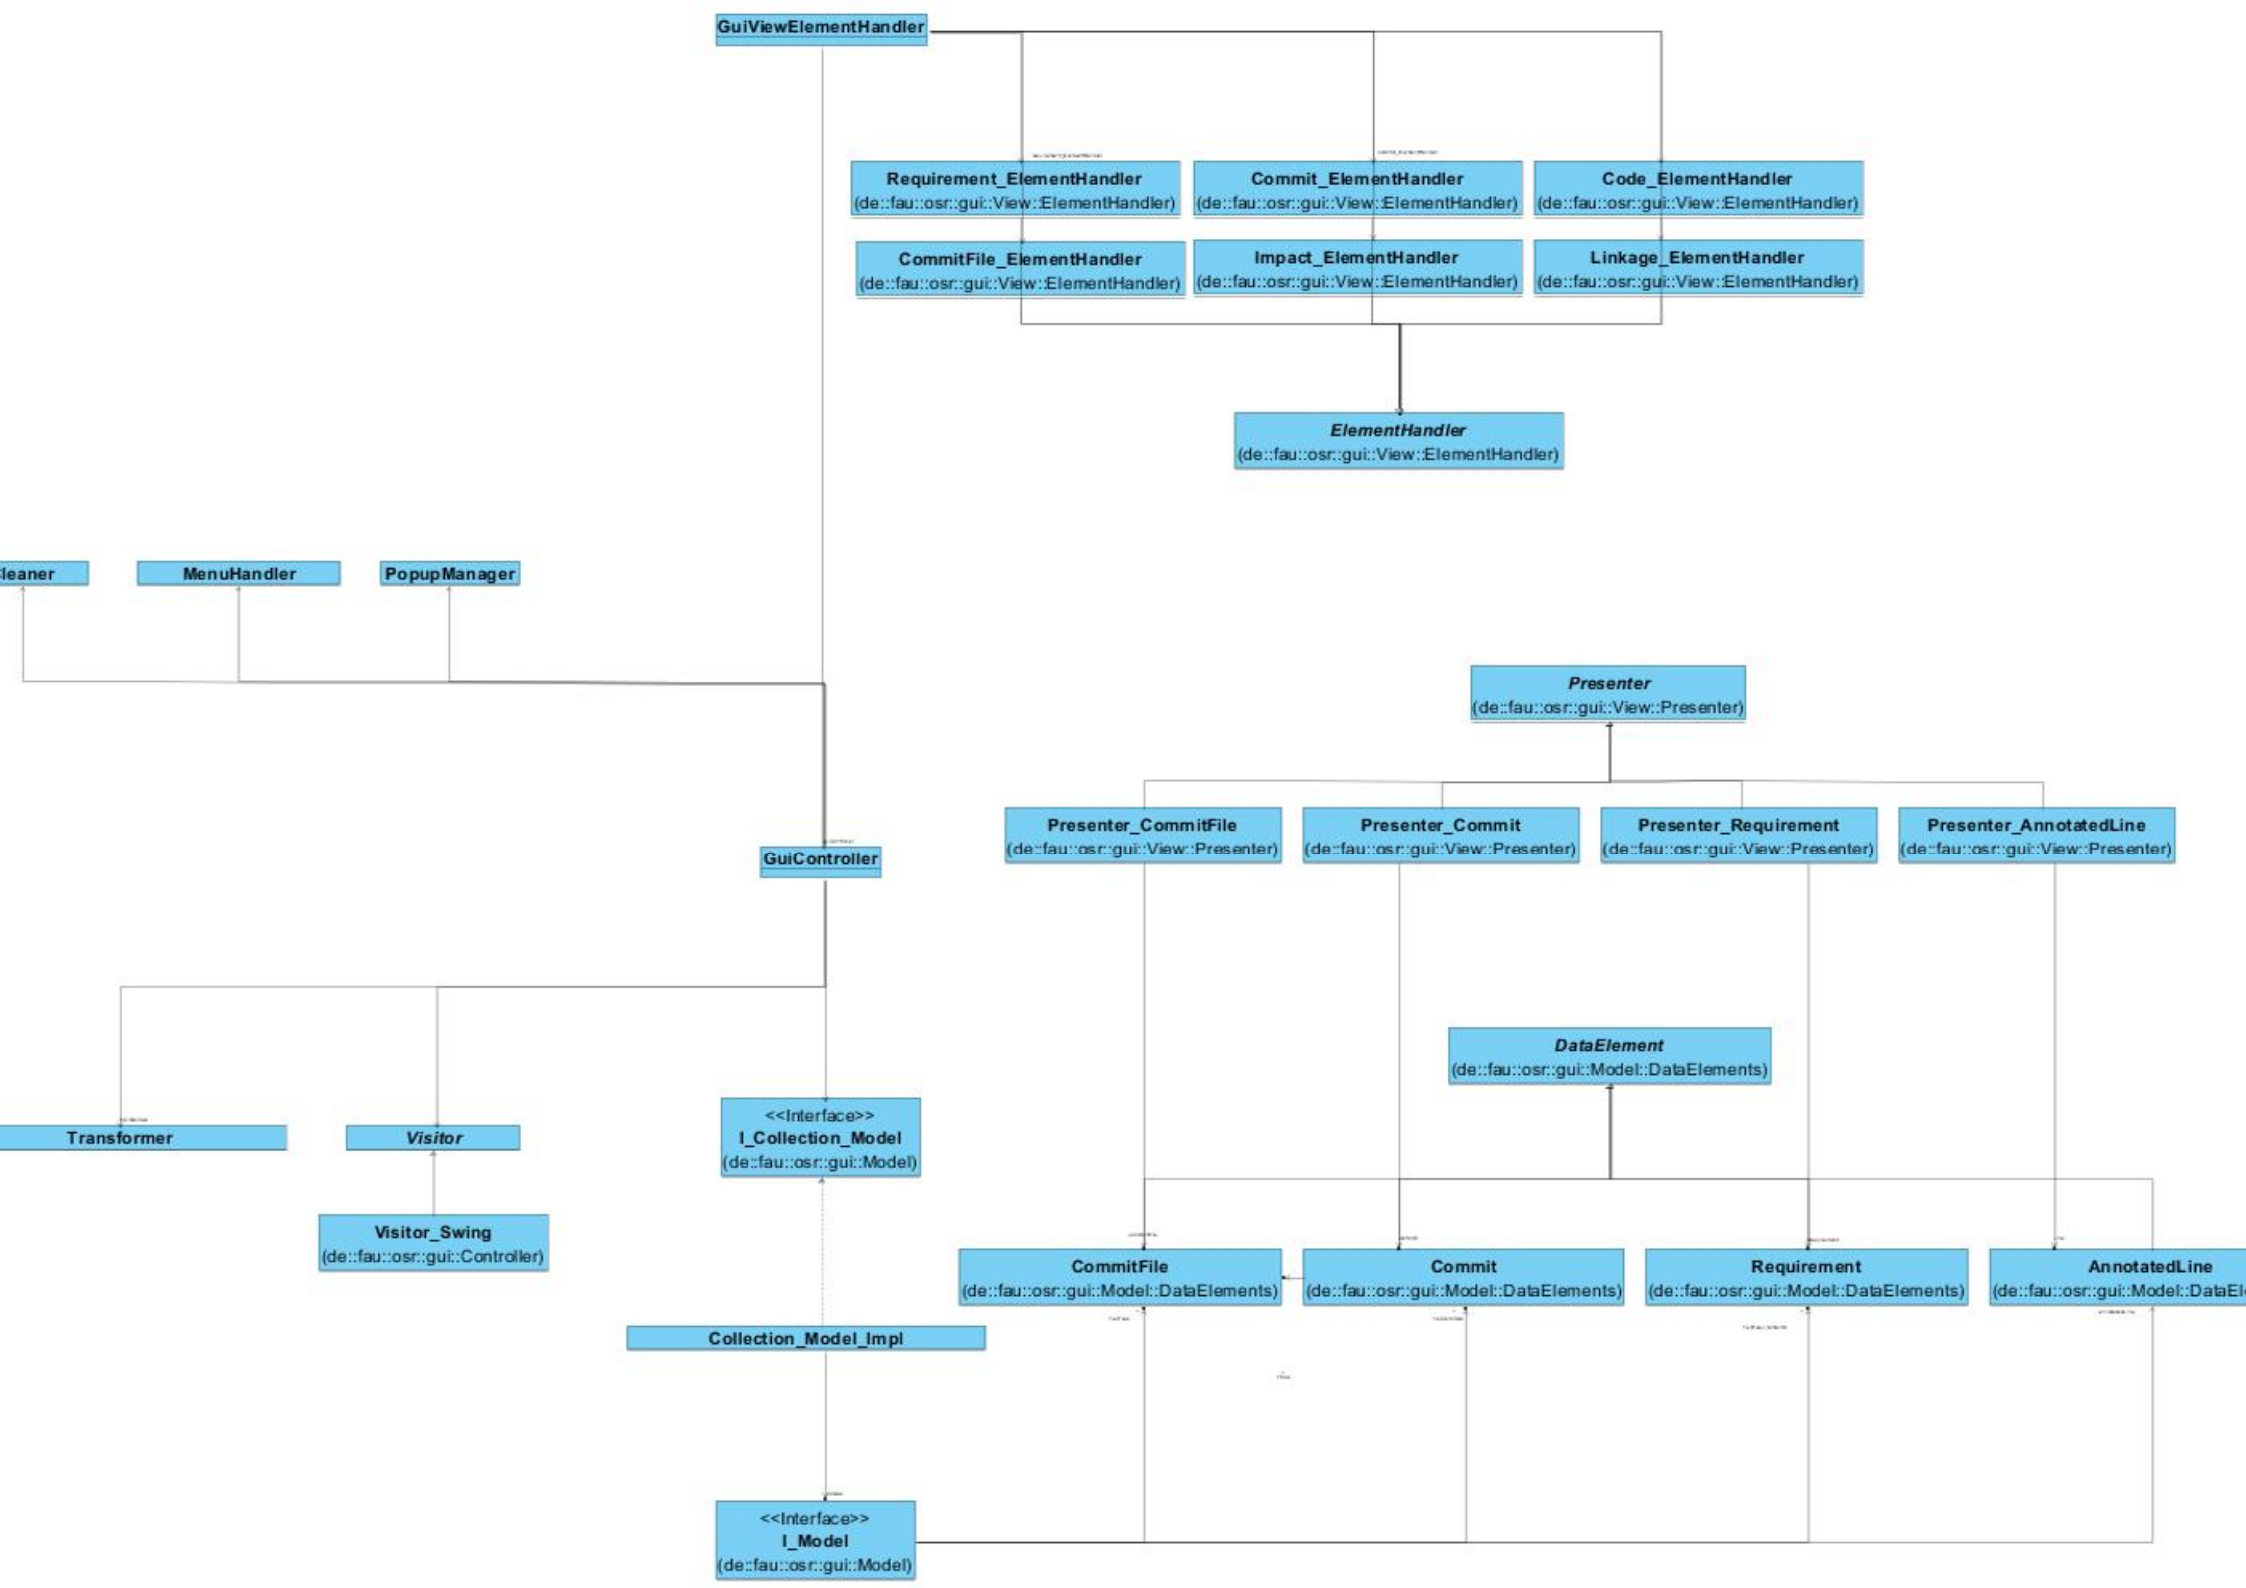 GuiViewElementHandler
Requirement_ElementHandler
(de::fau::osr::gui::View::ElementHandler)
Commit_ElementHandler
(de::fau::osr::gui::View::ElementHandler)
Code_ElementHandler
(de::fau::osr::gui::View::ElementHandler)
CommitFile_ElementHandler
(de::fau::osr::gui::View::ElementHandler)
Impact_ElementHandler
(de::fau::osr::gui::View::ElementHandler)
Linkage_ElementHandler
(de::fau::osr::gui::View::ElementHandler)
ElementHandler
(de::fau::osr::gui::View::ElementHandler)
leaner
MenuHandler
PopupManager
Presenter
(de::fau::osr::gui::View::Presenter)
Presenter_CommitFile
(de::fau::osr::gui::View::Presenter)
Presenter_Commit
(de::fau::osr::gui::View::Presenter)
Presenter_Requirement
(de::fau::osr::gui::View::Presenter)
Presenter_AnnotatedLine
(de::fau::osr::gui::View::Presenter)
GuiController
DataElement
(de::fau::osr::gui::Model::DataElements)
Transformer
Visitor
<<Interface>>
I_Collection_Model
(de::fau::osr::gui::Model)
Visitor_Swing
(de::fau::osr::gui::Controller)
CommitFile
(de::fau::osr::gui::Model::DataElements)
Commit
(de::fau::osr::gui::Model::DataElements)
Requirement
(de::fau::osr::gui::Model::DataElements)
AnnotatedLine
(de::fau::osr::gui::Model::DataEl
Collection_Model_Impl
<<Interface>>
I_Model
(de::fau::osr::gui::Model)